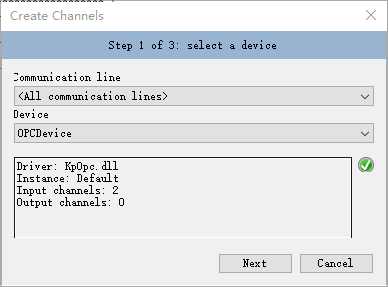 Create Channels
Step 1 of 3: select a device
Communication line
<All communication lines>
Device
OPCDevice
Driver: KpOpc.dll
Instance: Default
Input channels: 2
Output channels: 0
Next Cancel